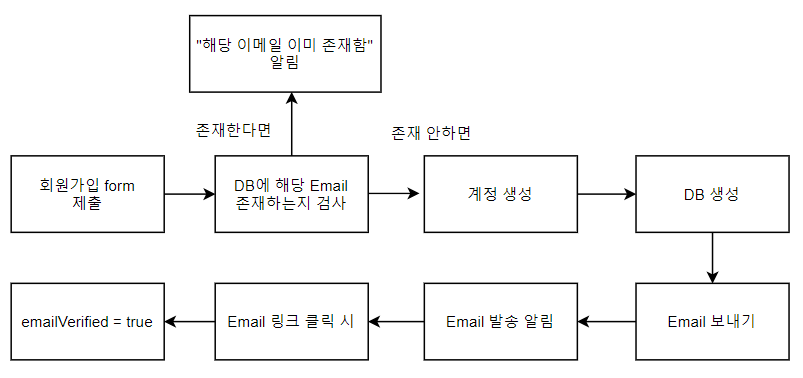 "해당 이메일 이미 존재함"
알림
존재한다면
존재 안하면
회원가입 form
제출
DB에 해당 Email
존재하는지 검사
계정 생성
DB 생성
emailVerified = true
Email 링크 클릭 시
Email 발송 알림
Email 보내기